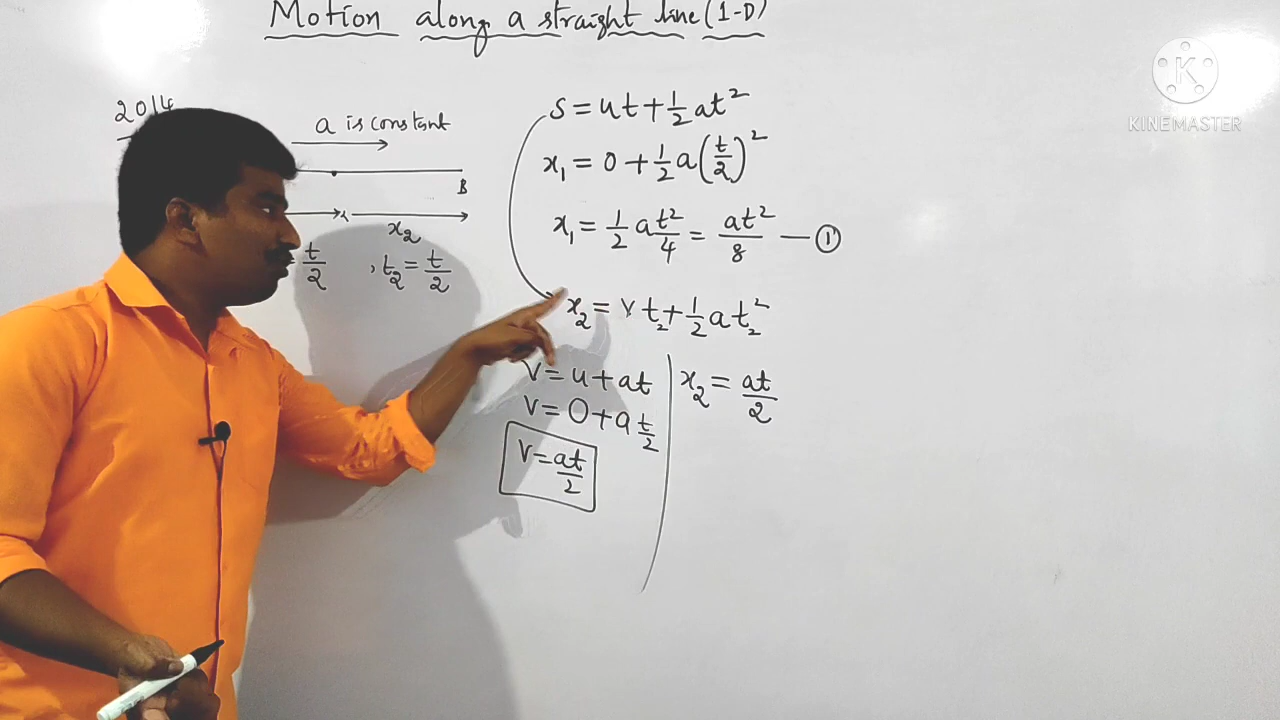 Motion along a straight line (1-D)
2014
a is constant
B
x₂
= t/2 , t₂ = t/2
S = ut + 1/2 at²
x₁ = 0 + 1/2 a(t/2)²
x₁ = 1/2 a t²/4 = at²/8 — ①
x₂ = v t₂ + 1/2 a t₂²
v = u + at
v = 0 + a t/2
v = at/2
x₂ = at/2
K
KINEMASTER